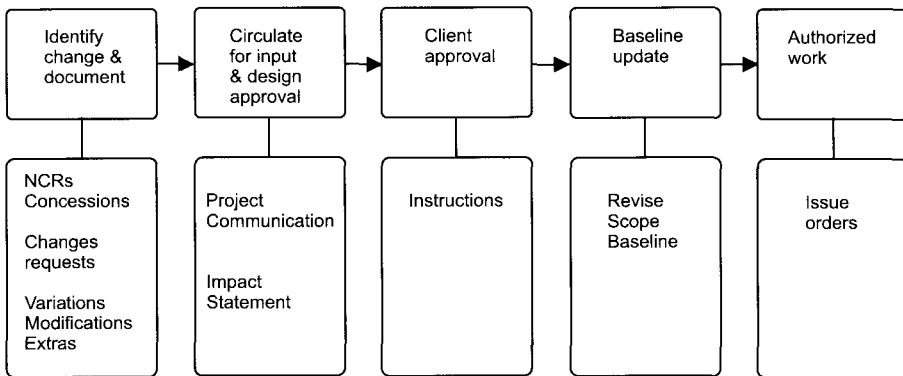 Identify
change &
document
Circulate
for input
& design
approval
Client
approval
Baseline
update
Authorized
work
NCRs
Concessions
Changes
requests
Variations
Modifications
Extras
Project
Communication
Impact
Statement
Instructions
Revise
Scope
Baseline
Issue
orders